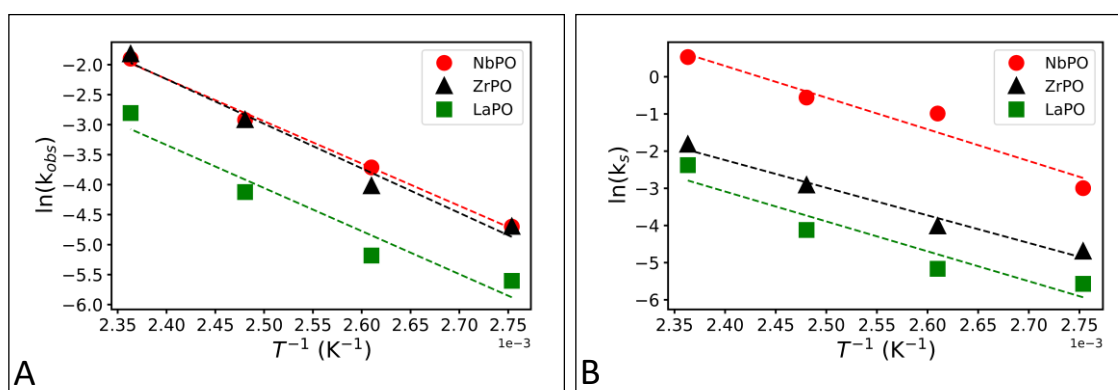 −2.0
−2.5
−3.0
−3.5
−4.0
−4.5
−5.0
−5.5
−6.0
ln(k_obs)
NbPO
ZrPO
LaPO
2.35 2.40 2.45 2.50 2.55 2.60 2.65 2.70 2.75
1e−3
T⁻¹ (K⁻¹)
A
0
−1
−2
−3
−4
−5
−6
ln(k_s)
NbPO
ZrPO
LaPO
2.35 2.40 2.45 2.50 2.55 2.60 2.65 2.70 2.75
1e−3
T⁻¹ (K⁻¹)
B